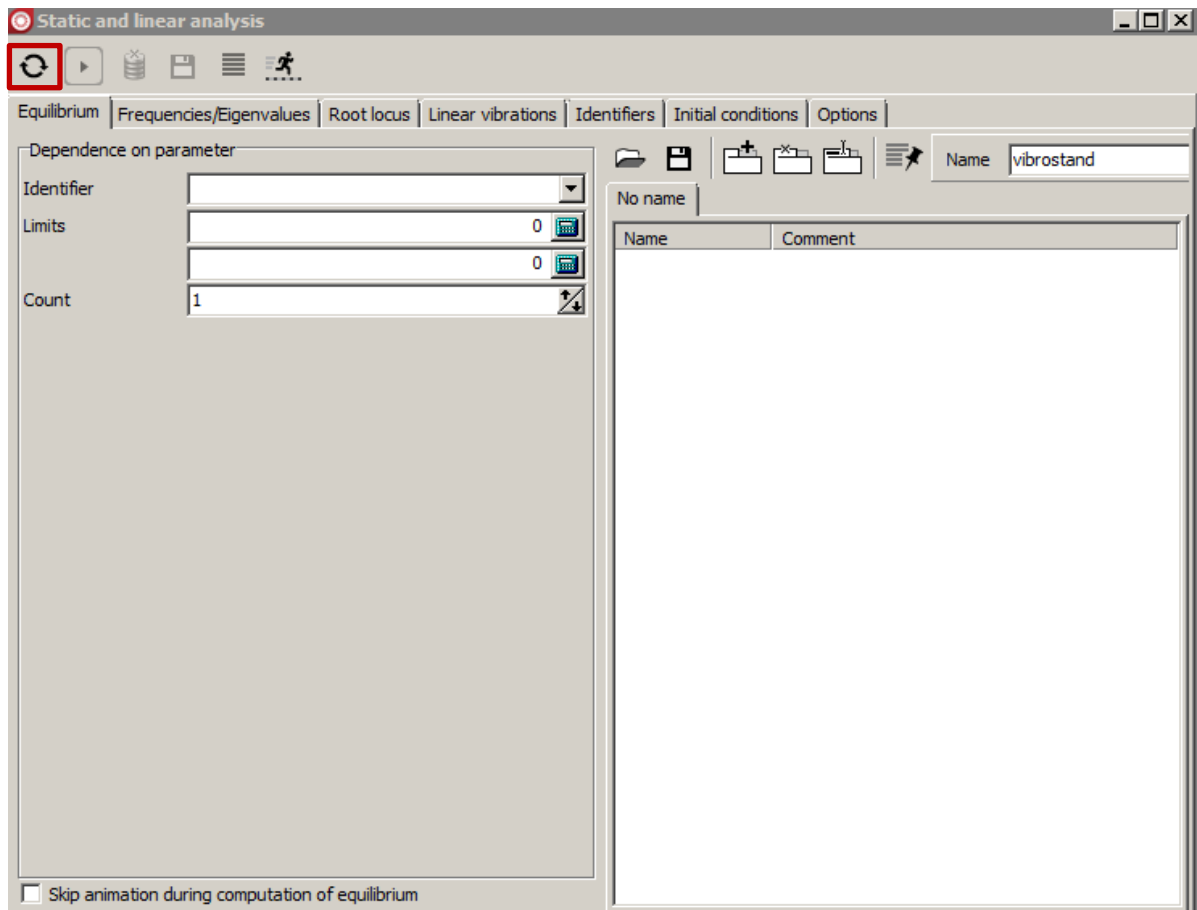 Static and linear analysis
Equilibrium Frequencies/Eigenvalues Root locus Linear vibrations Identifiers Initial conditions Options
Dependence on parameter
Identifier
Limits 0
0
Count 1
Skip animation during computation of equilibrium
Name vibrostand
No name
Name Comment